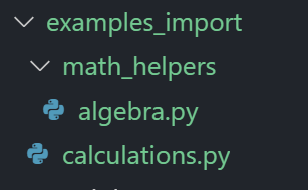 examples_import
math_helpers
algebra.py
calculations.py